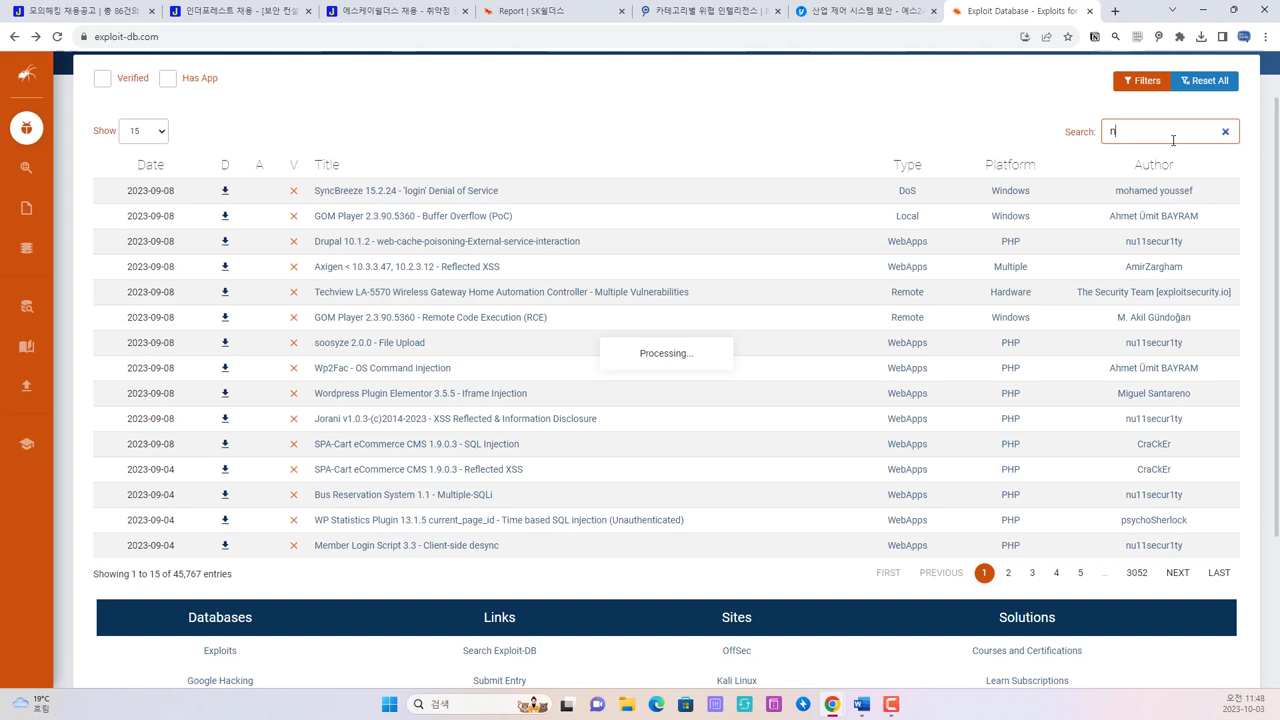 모의해킹 채용공고 | 총 86건의
인더포레스트 채용 - [보안 컨설
에스케이쉴더스 채용 - 취약점
Report | SK쉴더스
카테고리별 위협 인텔리전스 |
산업 제어 시스템 보안 - 에스24
Exploit Database - Exploits for
exploit-db.com
Verified
Has App
Filters
Reset All
Show 15
Search: n
Date D A V Title Type Platform Author
2023-09-08 SyncBreeze 15.2.24 - 'login' Denial of Service DoS Windows mohamed youssef
2023-09-08 GOM Player 2.3.90.5360 - Buffer Overflow (PoC) Local Windows Ahmet Ümit BAYRAM
2023-09-08 Drupal 10.1.2 - web-cache-poisoning-External-service-interaction WebApps PHP nu11secur1ty
2023-09-08 Axigen < 10.3.3.47, 10.2.3.12 - Reflected XSS WebApps Multiple AmirZargham
2023-09-08 Techview LA-5570 Wireless Gateway Home Automation Controller - Multiple Vulnerabilities Remote Hardware The Security Team [exploitsecurity.io]
2023-09-08 GOM Player 2.3.90.5360 - Remote Code Execution (RCE) Remote Windows M. Akil Gündoğan
2023-09-08 soosyze 2.0.0 - File Upload WebApps PHP nu11secur1ty
Processing...
2023-09-08 Wp2Fac - OS Command Injection WebApps PHP Ahmet Ümit BAYRAM
2023-09-08 Wordpress Plugin Elementor 3.5.5 - Iframe Injection WebApps PHP Miguel Santareno
2023-09-08 Jorani v1.0.3-(c)2014-2023 - XSS Reflected & Information Disclosure WebApps PHP nu11secur1ty
2023-09-08 SPA-Cart eCommerce CMS 1.9.0.3 - SQL Injection WebApps PHP CraCkEr
2023-09-04 SPA-Cart eCommerce CMS 1.9.0.3 - Reflected XSS WebApps PHP CraCkEr
2023-09-04 Bus Reservation System 1.1 - Multiple-SQLi WebApps PHP nu11secur1ty
2023-09-04 WP Statistics Plugin 13.1.5 current_page_id - Time based SQL injection (Unauthenticated) WebApps PHP psychoSherlock
2023-09-04 Member Login Script 3.3 - Client-side desync WebApps PHP nu11secur1ty
Showing 1 to 15 of 45,767 entries
FIRST PREVIOUS 1 2 3 4 5 ... 3052 NEXT LAST
Databases Links Sites Solutions
Exploits Search Exploit-DB OffSec Courses and Certifications
Google Hacking Submit Entry Kali Linux Learn Subscriptions
19°C
흐림
검색
오전 11:48
2023-10-03